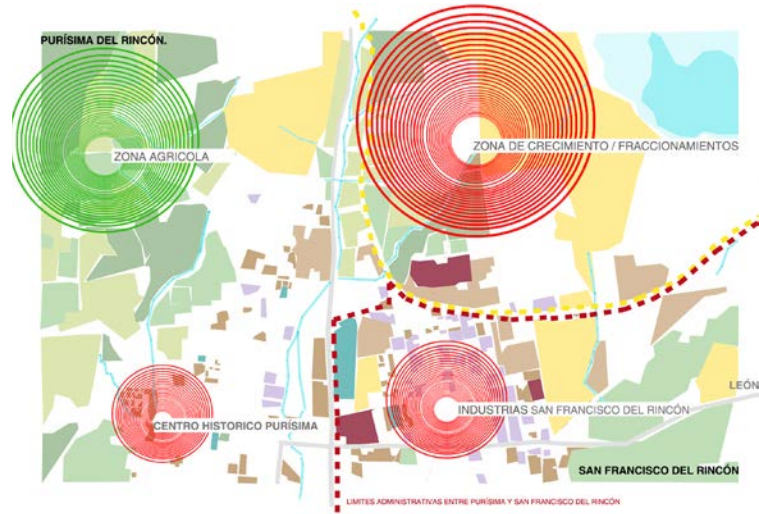 PURÍSIMA DEL RINCÓN.
ZONA AGRICOLA
ZONA DE CRECIMIENTO / FRACCIONAMIENTOS
LEÓN
INDUSTRIAS SAN FRANCISCO DEL RINCÓN
CENTRO HISTORICO PURÍSIMA
SAN FRANCISCO DEL RINCÓN
LIMITES ADMINISTRATIVAS ENTRE PURÍSIMA Y SAN FRANCISCO DEL RINCÓN